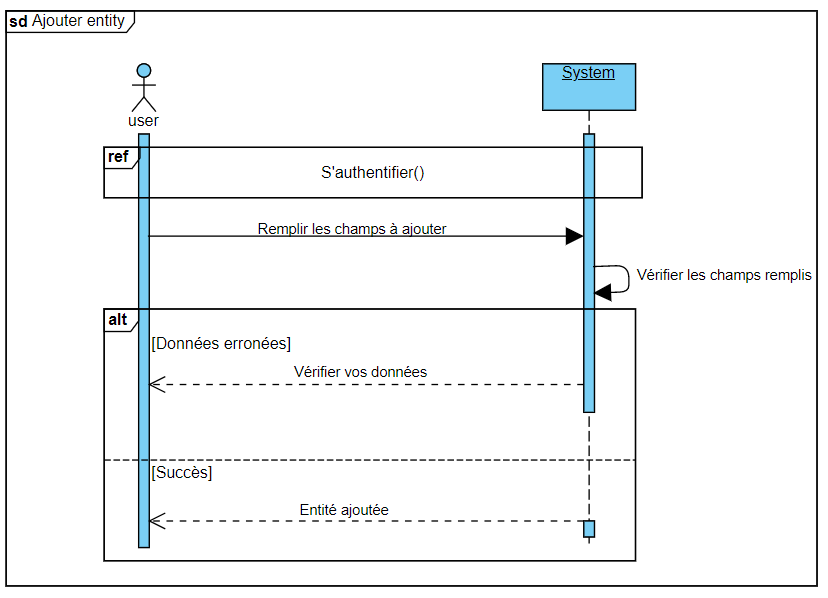 sd Ajouter entity
System
user
ref
S'authentifier()
Remplir les champs à ajouter
Vérifier les champs remplis
alt
[Données erronées]
Vérifier vos données
[Succès]
Entité ajoutée